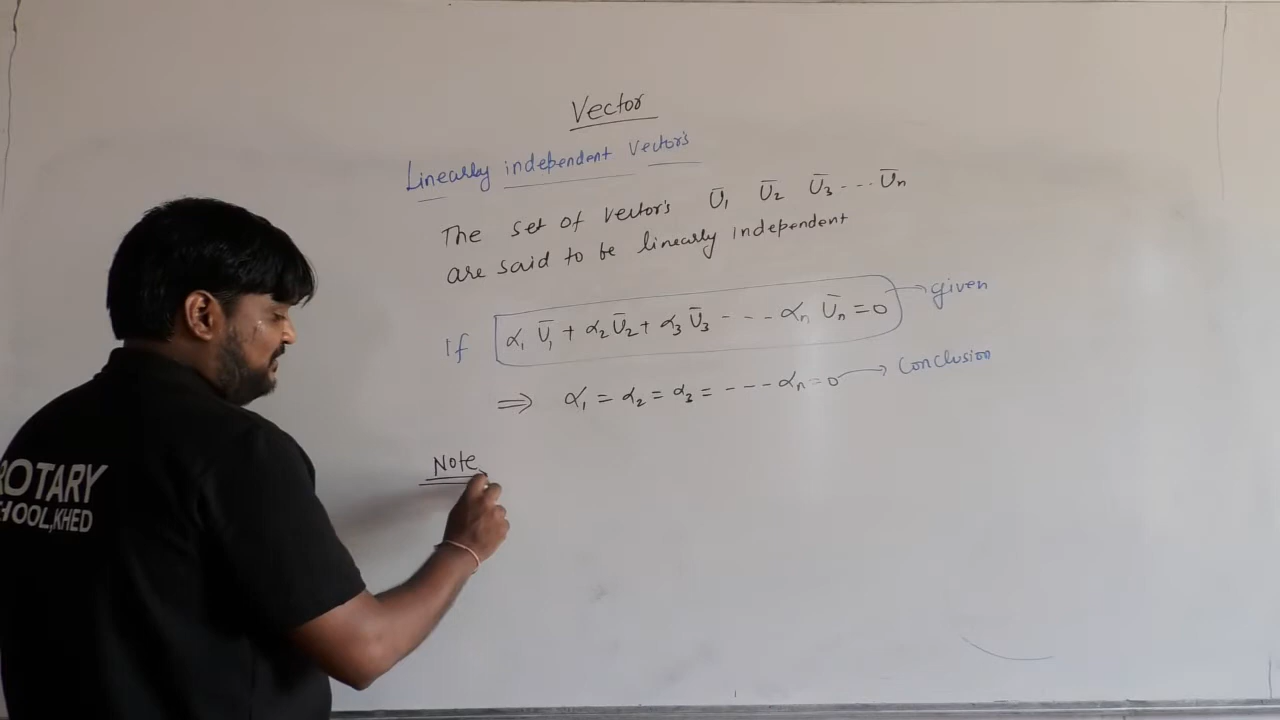 Vector
Linearly independent Vector's
The set of vector's Ū₁ Ū₂ Ū₃ --- Ūₙ
are said to be linearly independent
If α₁ Ū₁ + α₂ Ū₂ + α₃ Ū₃ - - - αₙ Ūₙ = 0 → given
⇒ α₁ = α₂ = α₃ = - - - αₙ = 0 → Conclusion
Note
ROTARY
HOOL,KHED